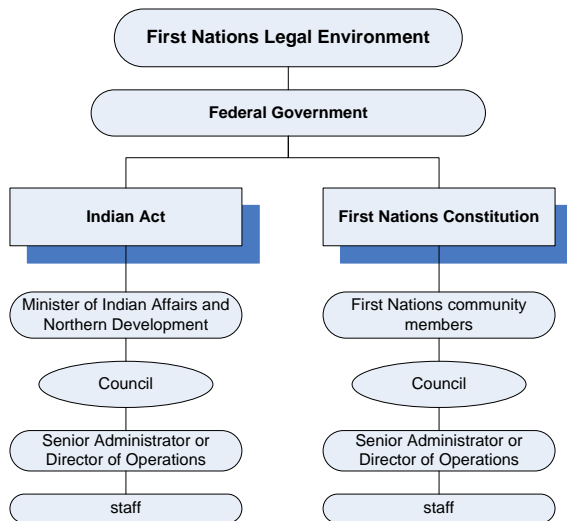 First Nations Legal Environment
Federal Government
Indian Act
First Nations Constitution
Minister of Indian Affairs and
Northern Development
First Nations community
members
Council
Council
Senior Administrator or
Director of Operations
Senior Administrator or
Director of Operations
staff
staff